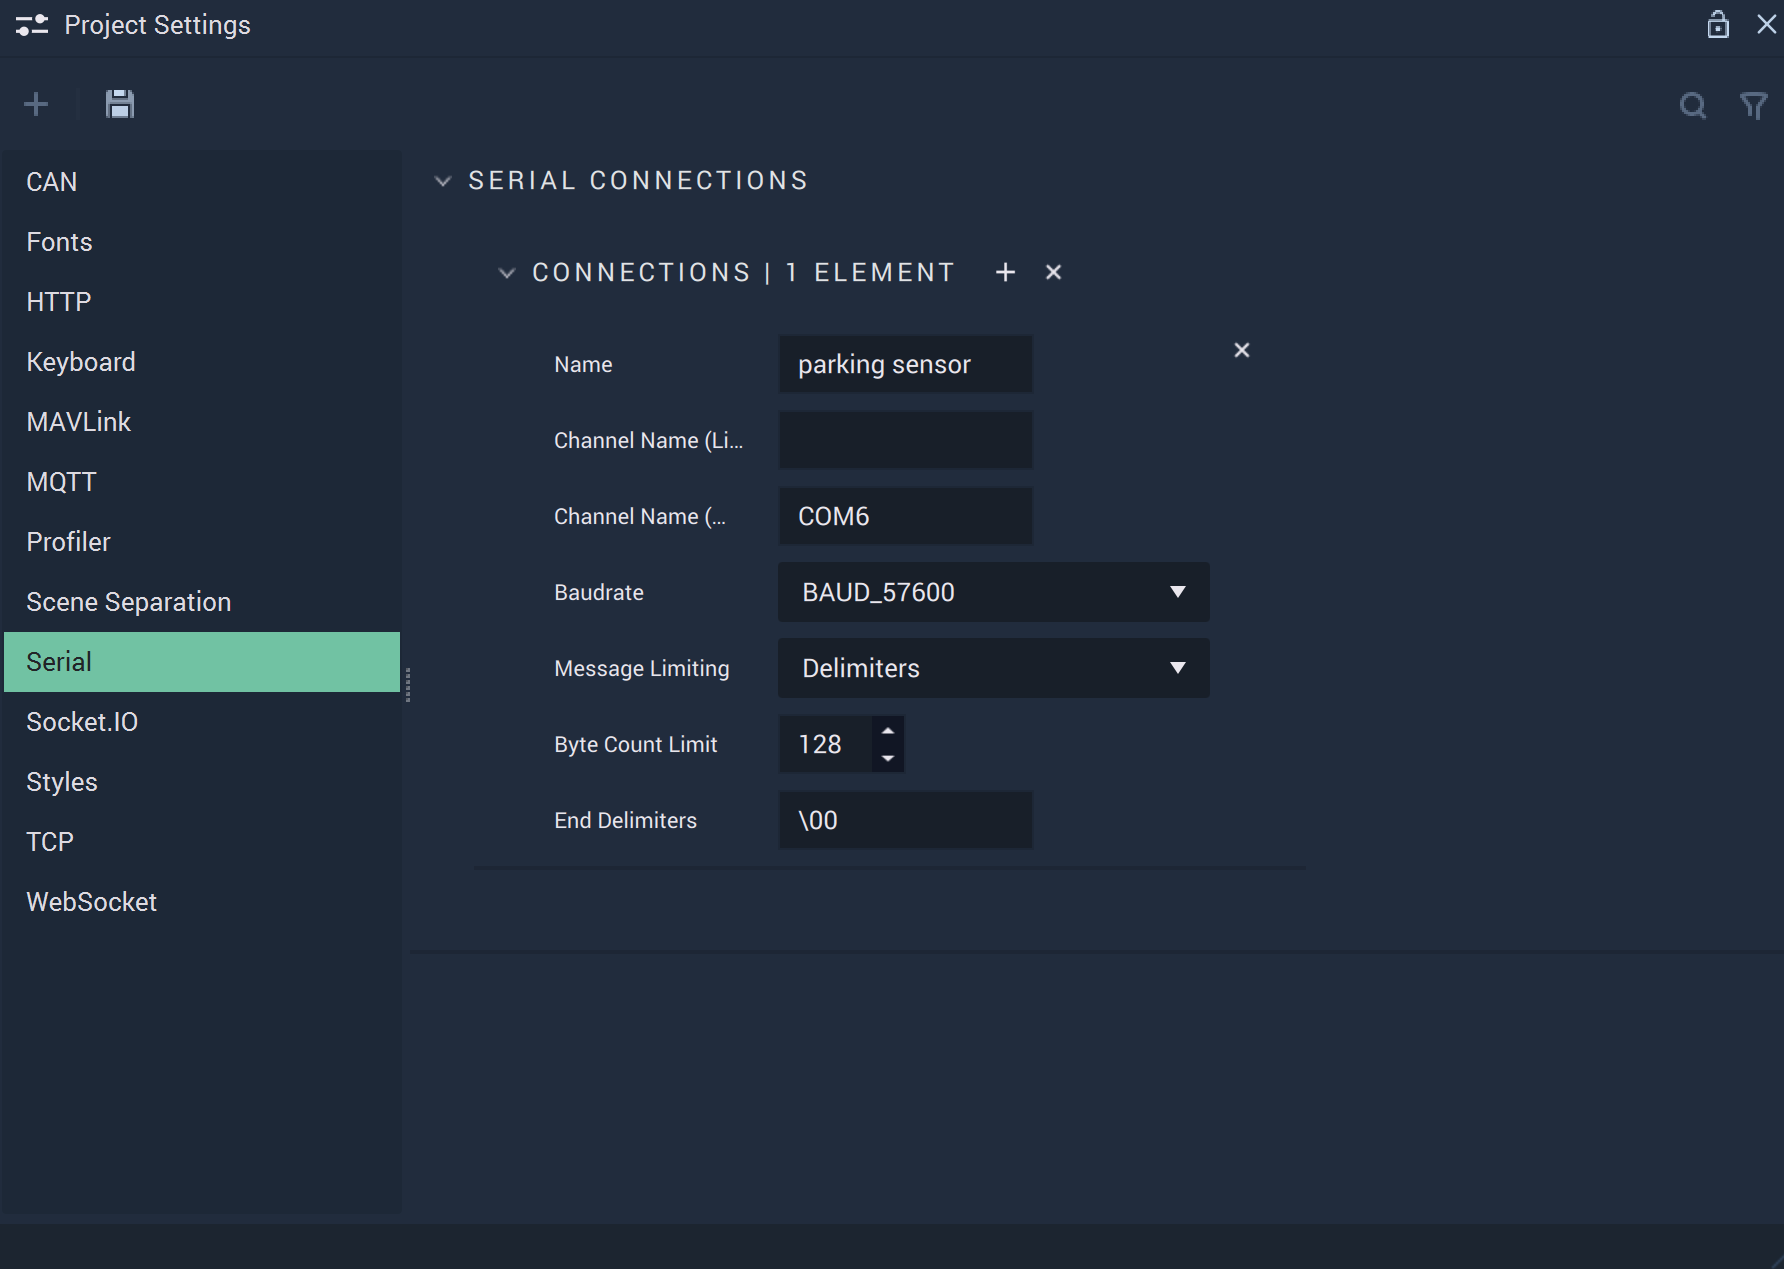 Project Settings
CAN
Fonts
HTTP
Keyboard
MAVLink
MQTT
Profiler
Scene Separation
Serial
Socket.IO
Styles
TCP
WebSocket
SERIAL CONNECTIONS
CONNECTIONS | 1 ELEMENT
Name parking sensor
Channel Name (Li...
Channel Name (... COM6
Baudrate BAUD_57600
Message Limiting Delimiters
Byte Count Limit 128
End Delimiters \00